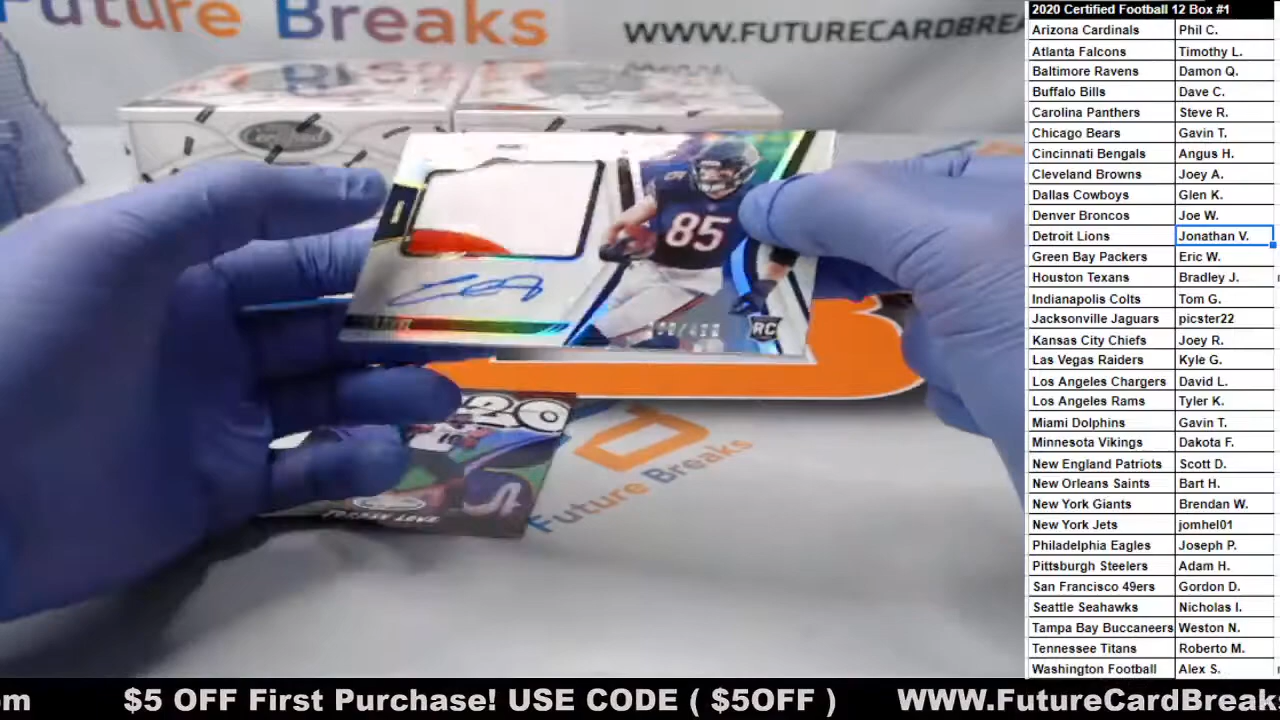 Future Breaks
WWW.FUTURECARDBREA
85
RC
20
Future Breaks
2020 Certified Football 12 Box #1
Arizona Cardinals Phil C.
Atlanta Falcons Timothy L.
Baltimore Ravens Damon Q.
Buffalo Bills Dave C.
Carolina Panthers Steve R.
Chicago Bears Gavin T.
Cincinnati Bengals Angus H.
Cleveland Browns Joey A.
Dallas Cowboys Glen K.
Denver Broncos Joe W.
Detroit Lions Jonathan V.
Green Bay Packers Eric W.
Houston Texans Bradley J.
Indianapolis Colts Tom G.
Jacksonville Jaguars picster22
Kansas City Chiefs Joey R.
Las Vegas Raiders Kyle G.
Los Angeles Chargers David L.
Los Angeles Rams Tyler K.
Miami Dolphins Gavin T.
Minnesota Vikings Dakota F.
New England Patriots Scott D.
New Orleans Saints Bart H.
New York Giants Brendan W.
New York Jets jomhel01
Philadelphia Eagles Joseph P.
Pittsburgh Steelers Adam H.
San Francisco 49ers Gordon D.
Seattle Seahawks Nicholas I.
Tampa Bay Buccaneers Weston N.
Tennessee Titans Roberto M.
Washington Football Alex S.
om $5 OFF First Purchase! USE CODE ( $5OFF ) WWW.FutureCardBreaks